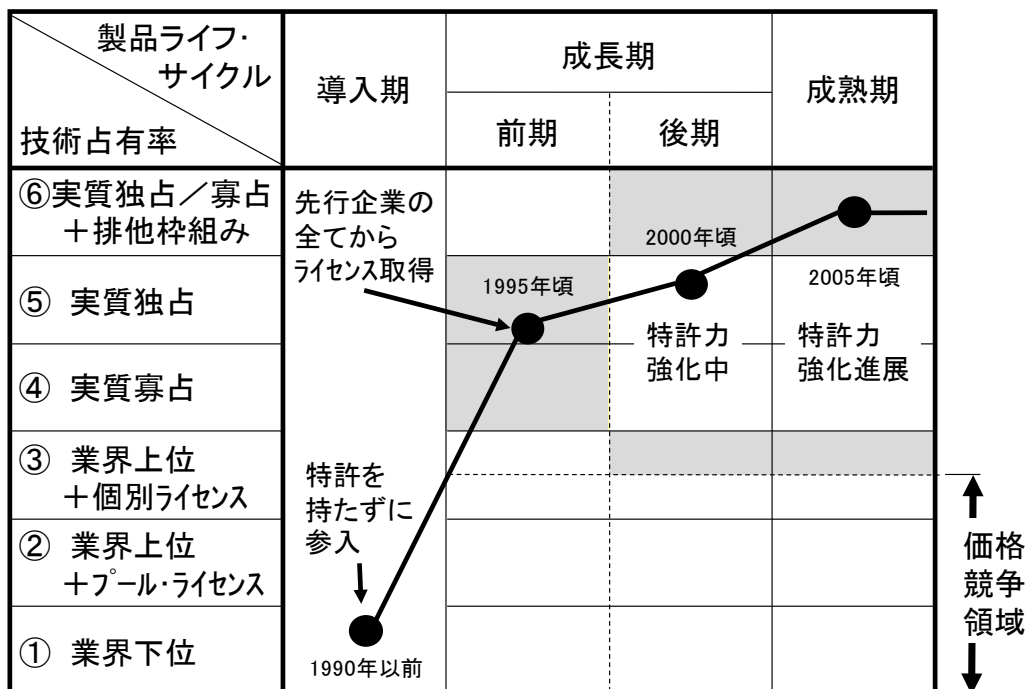 製品ライフ・
サイクル
技術占有率
導入期
成長期
前期
後期
成熟期
⑥実質独占／寡占
＋排他枠組み
先行企業の
全てから
ライセンス取得
2000年頃
⑤ 実質独占
1995年頃
2005年頃
特許力
強化中
特許力
強化進展
④ 実質寡占
③ 業界上位
＋個別ライセンス
特許を
持たずに
参入
② 業界上位
＋プール・ライセンス
① 業界下位
1990年以前
価格
競争
領域